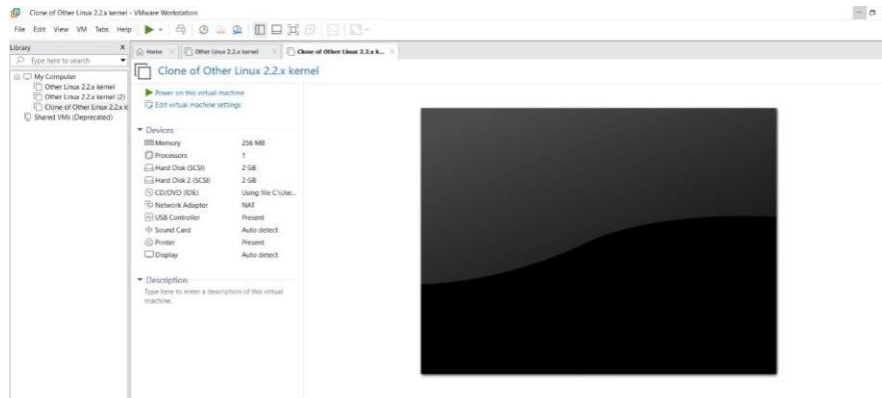 Clone of Other Linux 2.2.x kernel - VMware Workstation
File Edit View VM Tabs Help
Library X
Type here to search
Home Other Linux 2.2.x kernel Clone of Other Linux 2.2.x k...
My Computer
Other Linux 2.2.x kernel
Other Linux 2.2.x kernel (2)
Clone of Other Linux 2.2.x k
Shared VMs (Deprecated)
Clone of Other Linux 2.2.x kernel
Power on this virtual machine
Edit virtual machine settings
Devices
Memory 256 MB
Processors 1
Hard Disk (SCSI) 2 GB
Hard Disk 2 (SCSI) 2 GB
CD/DVD (IDE) Using file C:\Use...
Network Adapter NAT
USB Controller Present
Sound Card Auto detect
Printer Present
Display Auto detect
Description
Type here to enter a description of this virtual
machine.